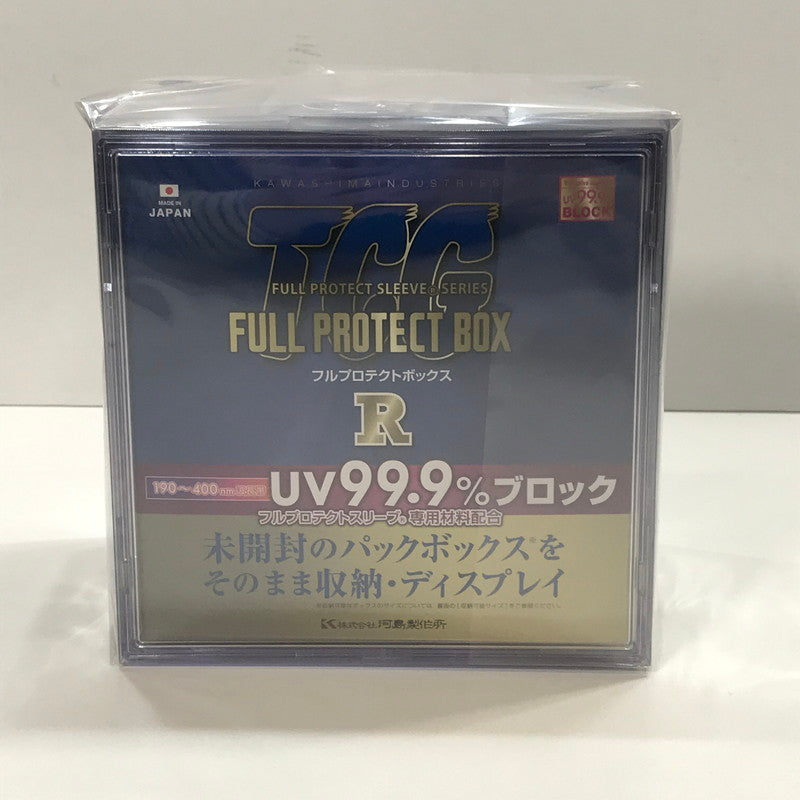 KAWASHIMA INDUSTRIES
MADE IN
JAPAN
UV 99.9
BLOCK
TCG
FULL PROTECT SLEEVE® SERIES
FULL PROTECT BOX
フルプロテクトボックス
R
190〜400nm
UV99.9%ブロック
フルプロテクトスリーブ®専用材料配合
未開封のパックボックス※を
そのまま収納・ディスプレイ
株式会社 河島製作所